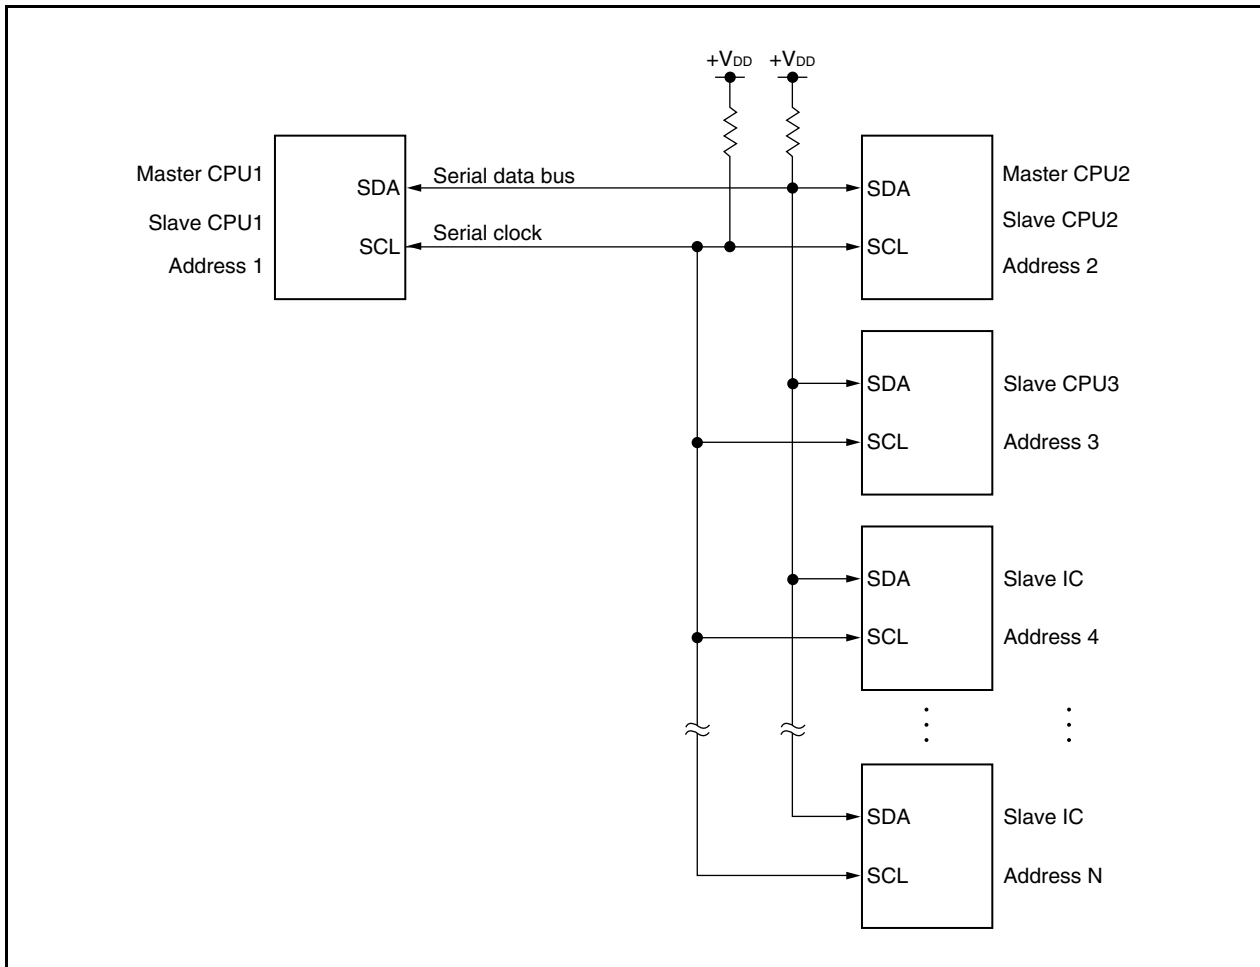 +VDD +VDD
Master CPU1
Slave CPU1
Address 1
SDA
SCL
Serial data bus
Serial clock
SDA
SCL
Master CPU2
Slave CPU2
Address 2
SDA
SCL
Slave CPU3
Address 3
SDA
SCL
Slave IC
Address 4
SDA
SCL
Slave IC
Address N